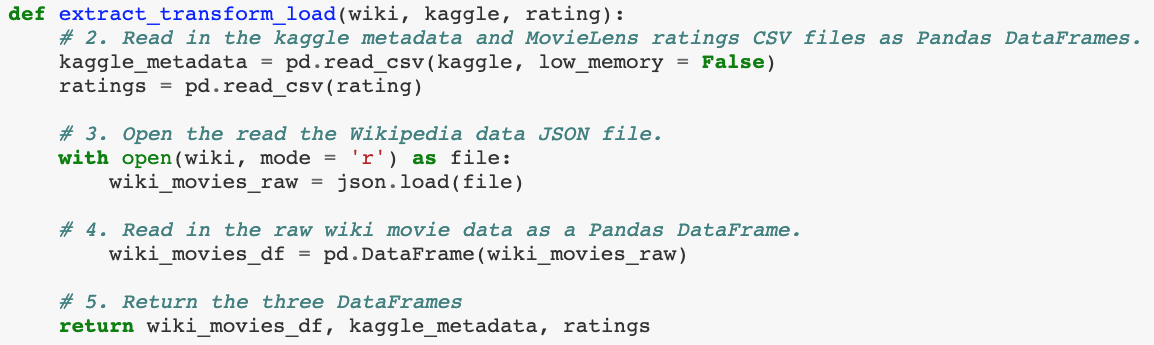 def extract_transform_load(wiki, kaggle, rating):
    # 2. Read in the kaggle metadata and MovieLens ratings CSV files as Pandas DataFrames.
    kaggle_metadata = pd.read_csv(kaggle, low_memory = False)
    ratings = pd.read_csv(rating)

    # 3. Open the read the Wikipedia data JSON file.
    with open(wiki, mode = 'r') as file:
        wiki_movies_raw = json.load(file)

    # 4. Read in the raw wiki movie data as a Pandas DataFrame.
        wiki_movies_df = pd.DataFrame(wiki_movies_raw)

    # 5. Return the three DataFrames
    return wiki_movies_df, kaggle_metadata, ratings